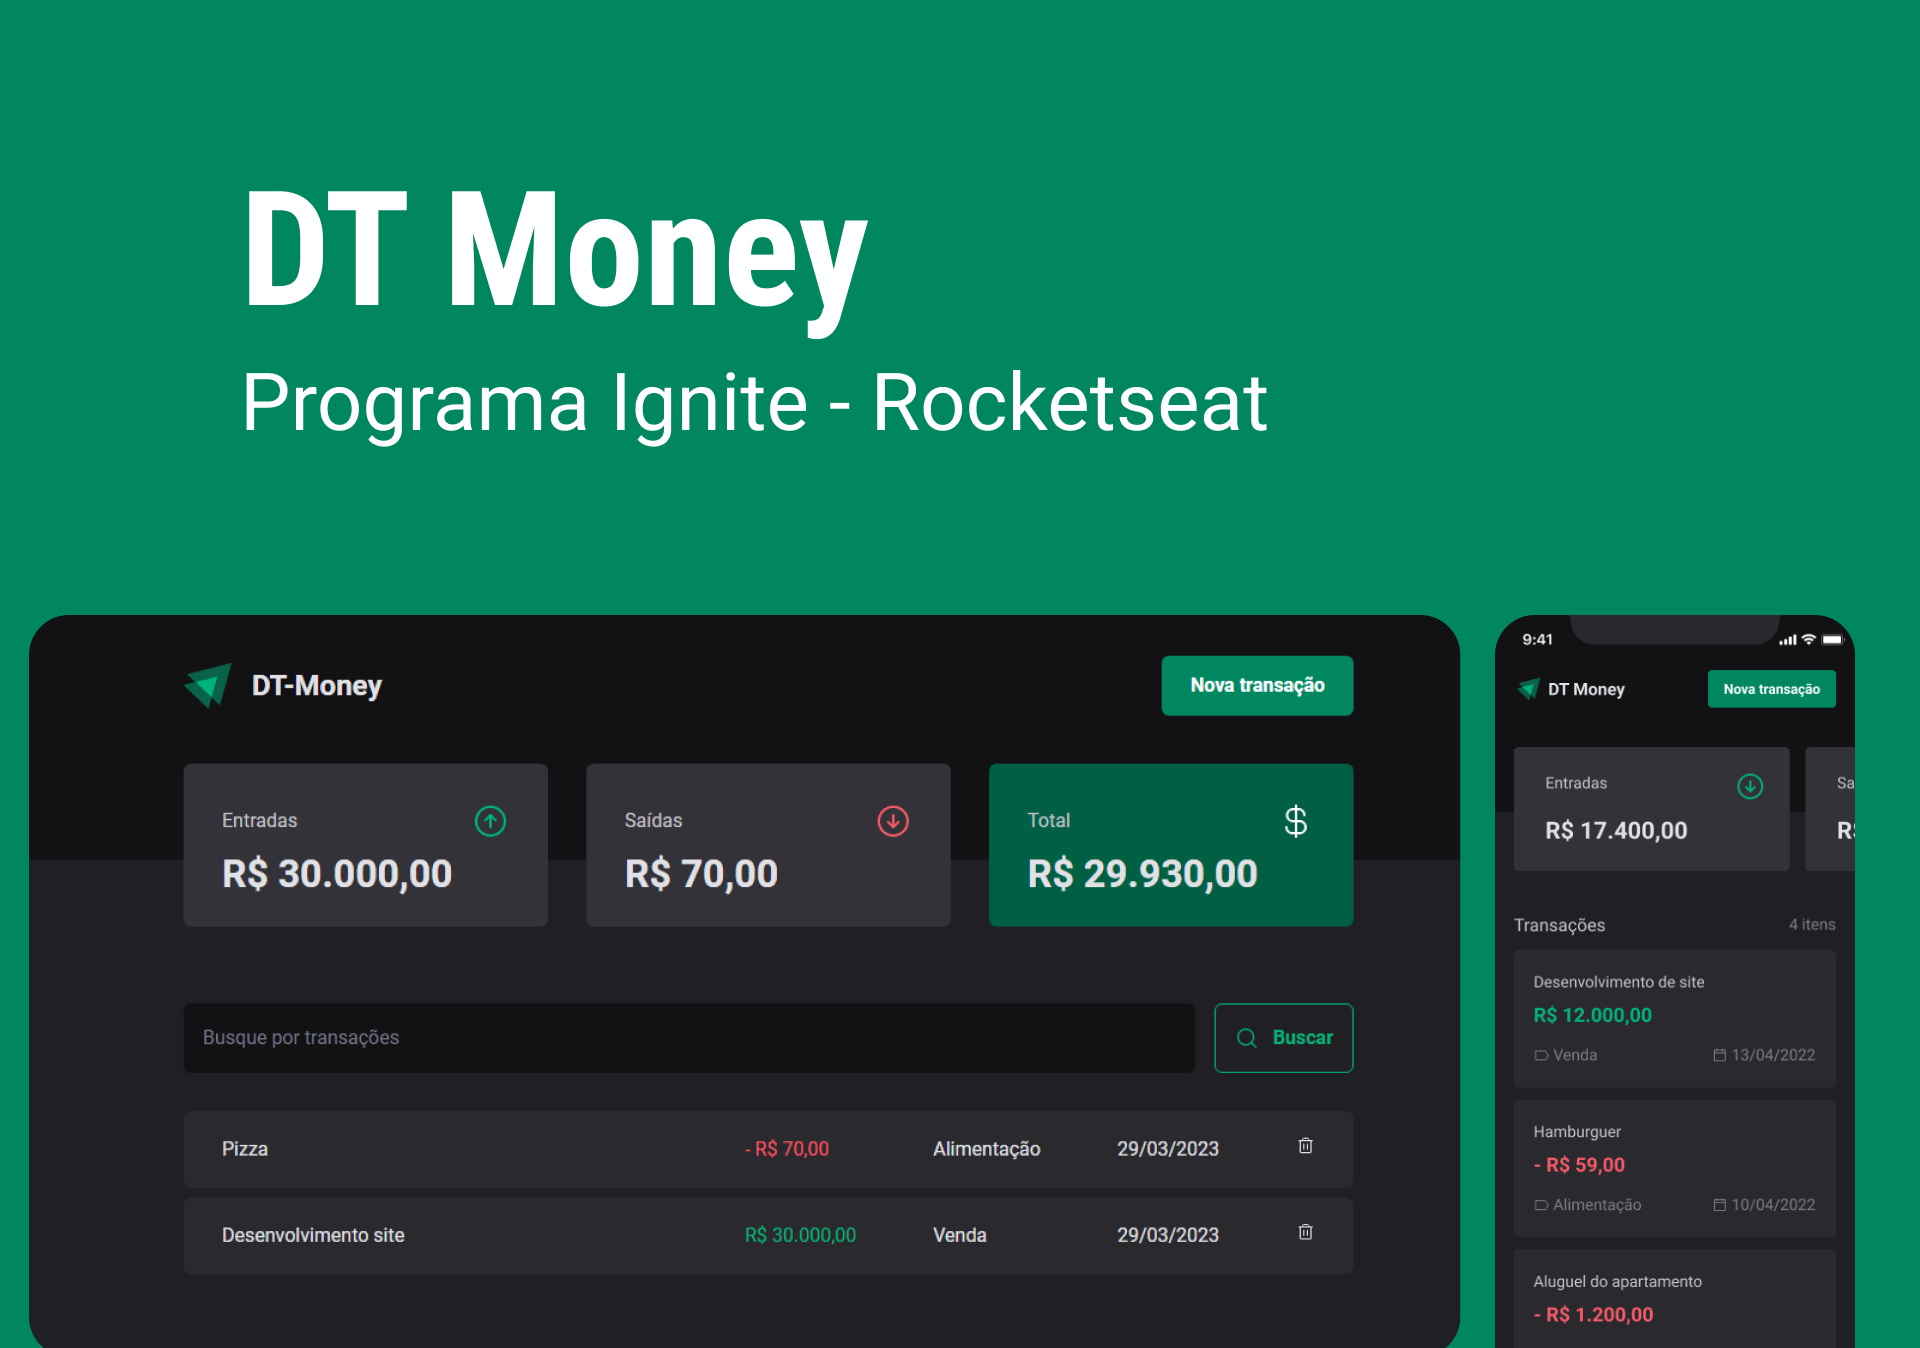 DT Money
Programa Ignite - Rocketseat
DT-Money
Nova transação
Entradas
R$ 30.000,00
Saídas
R$ 70,00
Total
$
R$ 29.930,00
Busque por transações
Buscar
Pizza - R$ 70,00 Alimentação 29/03/2023
Desenvolvimento site R$ 30.000,00 Venda 29/03/2023
9:41
DT Money
Nova transação
Entradas
R$ 17.400,00
Sa
R$
Transações 4 itens
Desenvolvimento de site
R$ 12.000,00
Venda 13/04/2022
Hamburguer
- R$ 59,00
Alimentação 10/04/2022
Aluguel do apartamento
- R$ 1.200,00